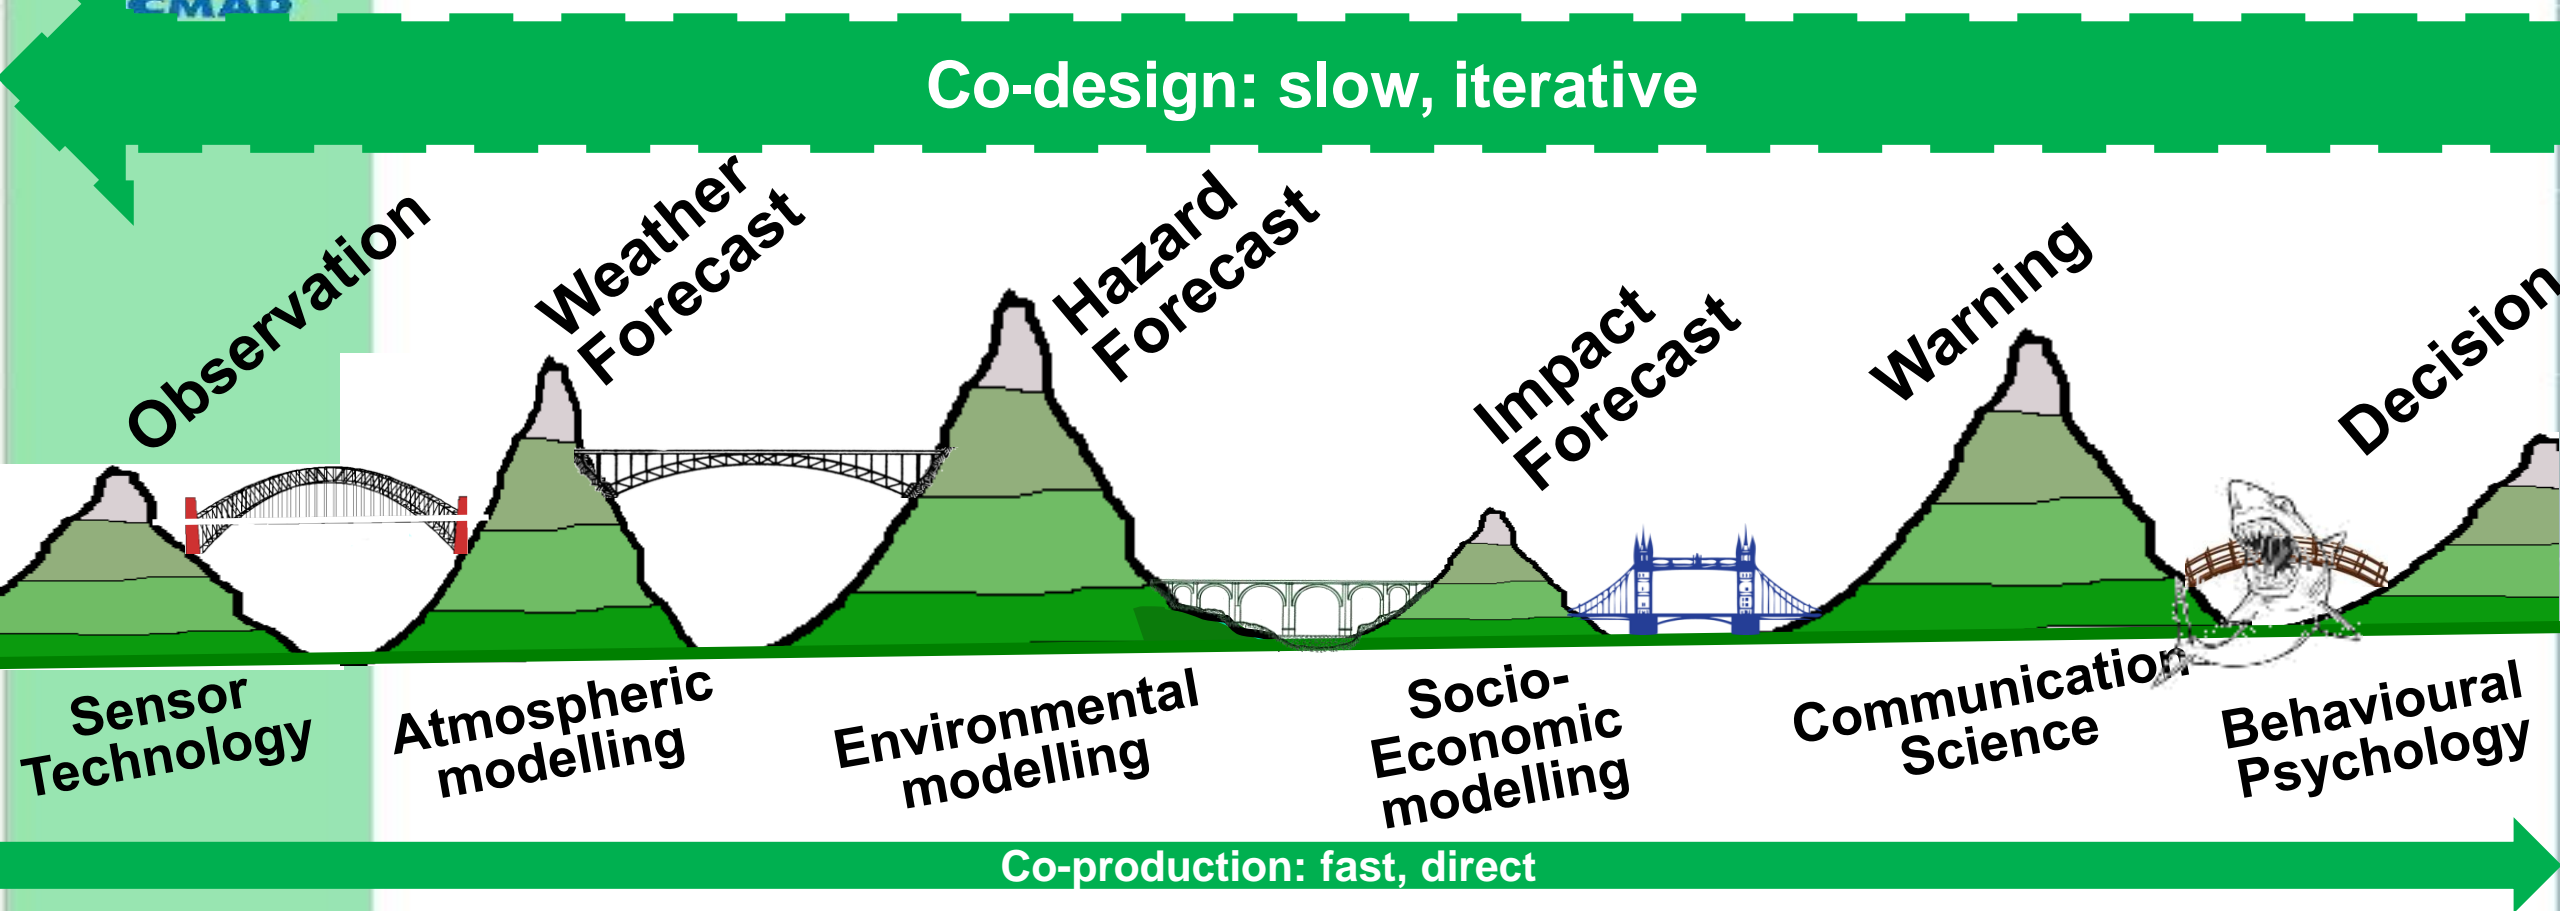 Co-design: slow, iterative
Observation
Weather
Forecast
Hazard
Forecast
Impact
Forecast
Warning
Decision
Sensor
Technology
Atmospheric
modelling
Environmental
modelling
Socio-
Economic
modelling
Communication
Science
Behavioural
Psychology
Co-production: fast, direct